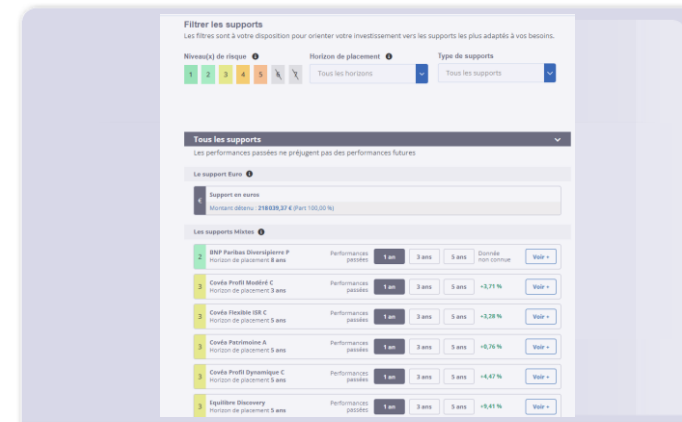 Filtrer les supports
Les filtres sont à votre disposition pour orienter votre investissement vers les supports les plus adaptés à vos besoins.
Niveau(x) de risque Horizon de placement Type de supports
1 2 3 4 5 6 7 Tous les horizons Tous les supports
Tous les supports
Les performances passées ne préjugent pas des performances futures
Le support Euro
€ Support en euros
Montant détenu : 218 839,37 € (Part 100,00 %)
Les supports Mixtes
2 BNP Paribas Diversipierre P Performances passées 1 an 3 ans 5 ans Donnée non connue Voir +
Horizon de placement 8 ans
3 Covéa Profil Modéré C Performances passées 1 an 3 ans 5 ans +3,71 % Voir +
Horizon de placement 3 ans
3 Covéa Flexible ISR C Performances passées 1 an 3 ans 5 ans +3,28 % Voir +
Horizon de placement 5 ans
3 Covéa Patrimoine A Performances passées 1 an 3 ans 5 ans +0,76 % Voir +
Horizon de placement 5 ans
3 Covéa Profil Dynamique C Performances passées 1 an 3 ans 5 ans +4,47 % Voir +
Horizon de placement 5 ans
3 Equilibre Discovery Performances passées 1 an 3 ans 5 ans +9,41 % Voir +
Horizon de placement 5 ans